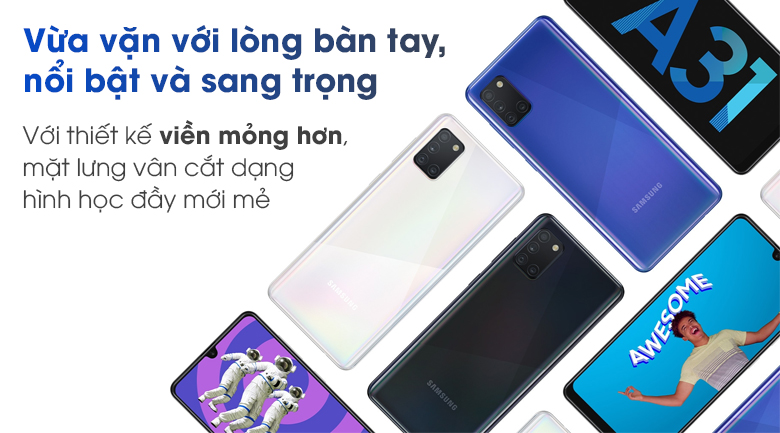 Vừa vặn với lòng bàn tay,
nổi bật và sang trọng
Với thiết kế viền mỏng hơn,
mặt lưng vân cắt dạng
hình học đầy mới mẻ
A31
SAMSUNG
SAMSUNG
SAMSUNG
AWESOME